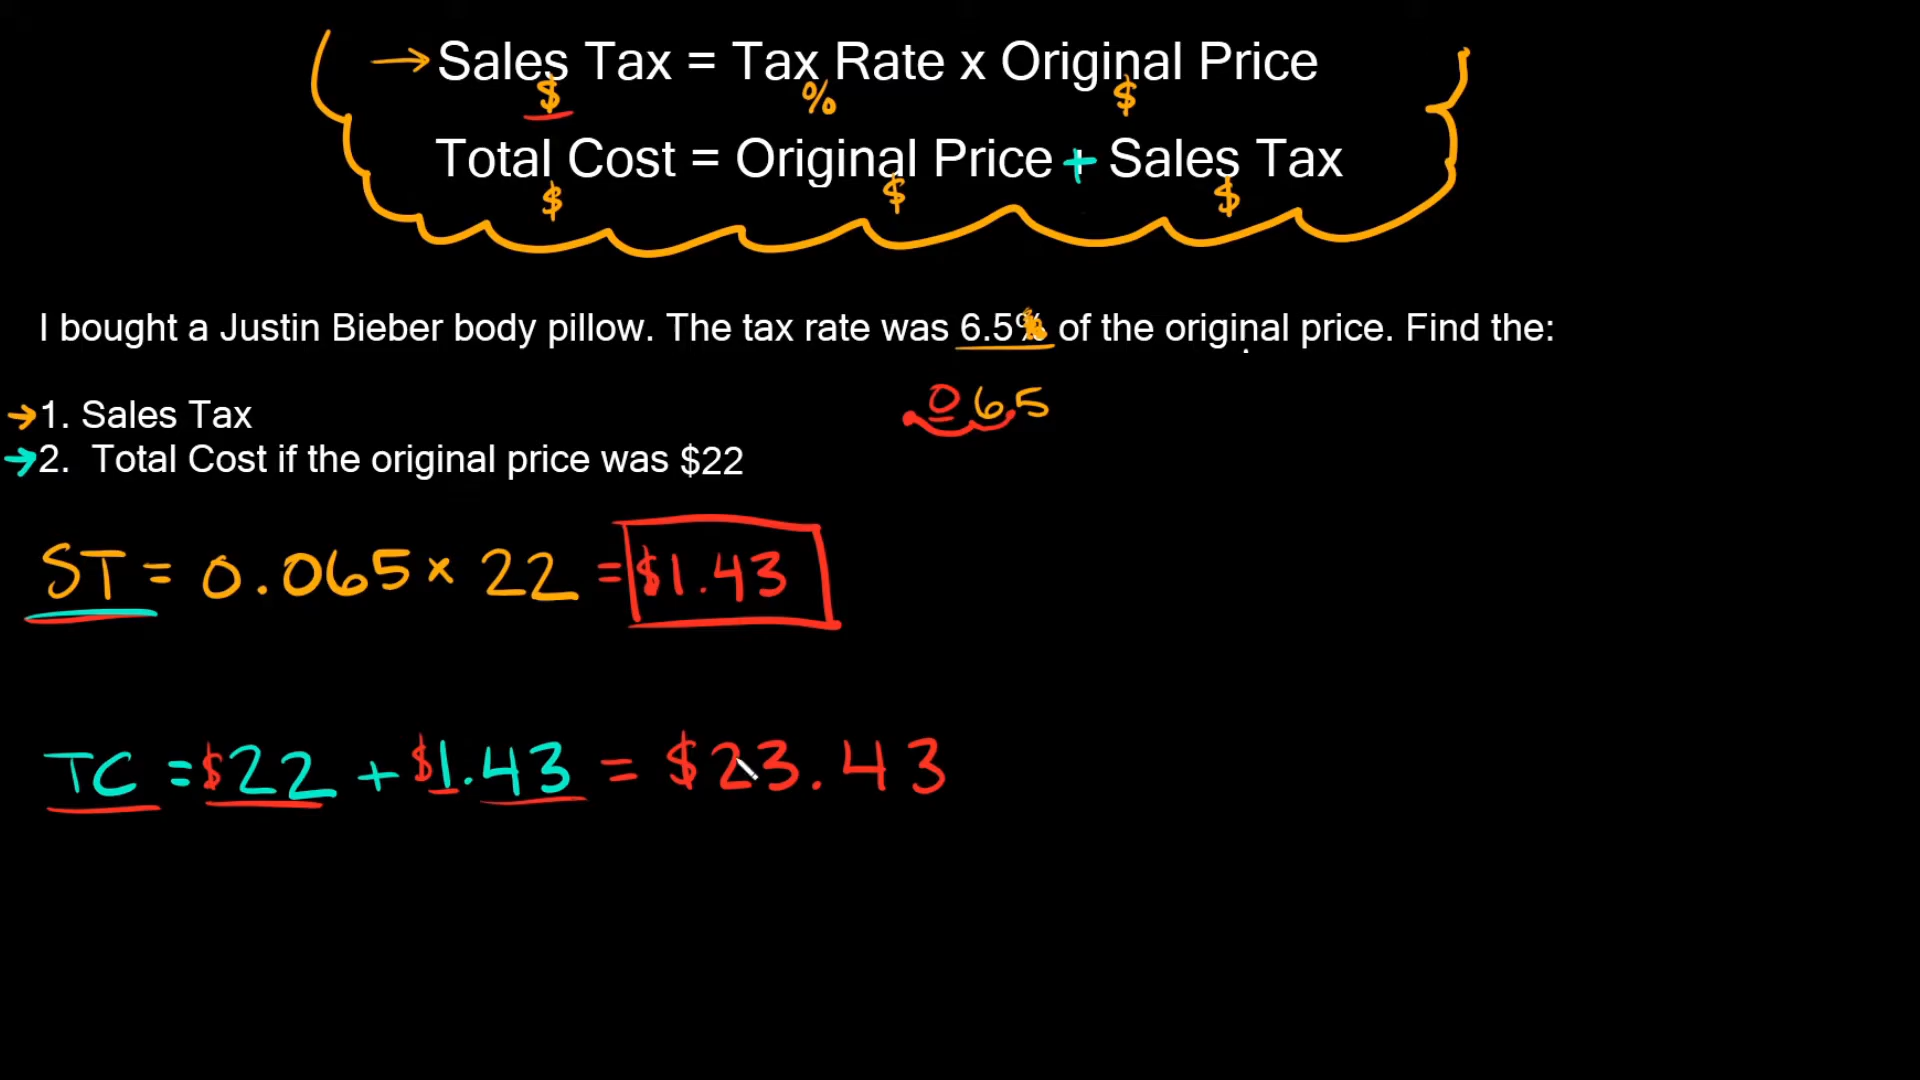 →Sales Tax = Tax Rate x Original Price
$ % $
Total Cost = Original Price + Sales Tax
$ $ $
I bought a Justin Bieber body pillow. The tax rate was 6.5% of the original price. Find the:
.06.5
→1. Sales Tax
→2. Total Cost if the original price was $22
ST = 0.065 × 22 = $1.43
TC = $22 + $1.43 = $23.43